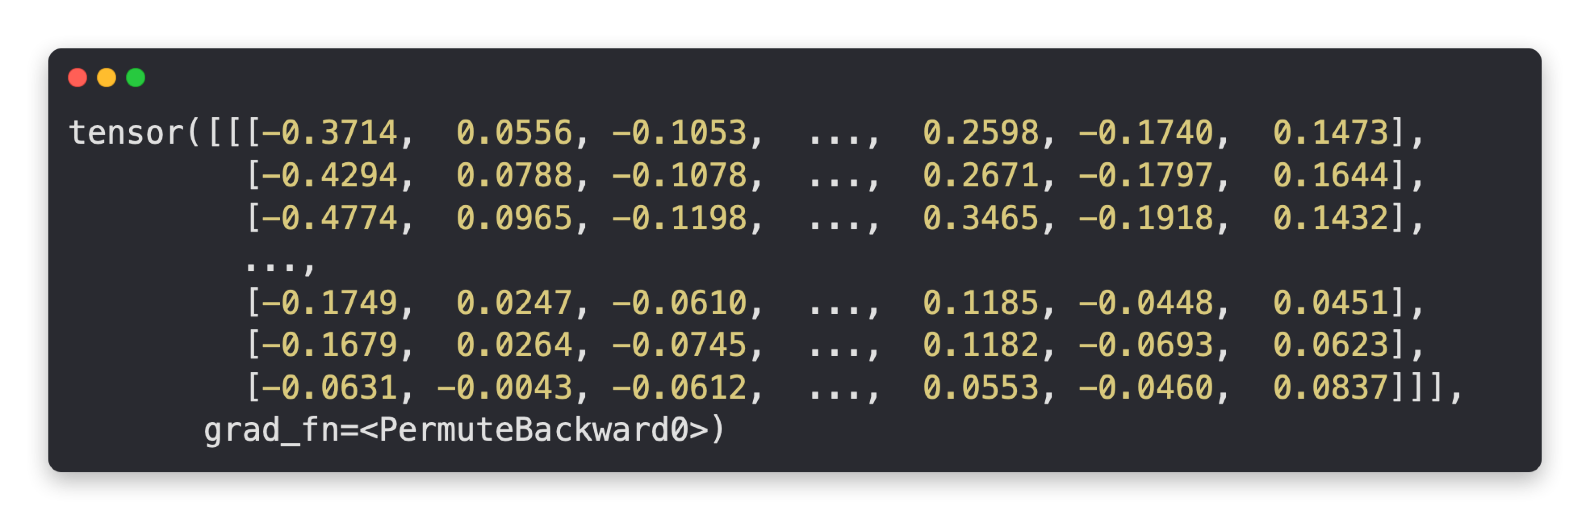 tensor([[[-0.3714,  0.0556, -0.1053,  ...,  0.2598, -0.1740,  0.1473],
         [-0.4294,  0.0788, -0.1078,  ...,  0.2671, -0.1797,  0.1644],
         [-0.4774,  0.0965, -0.1198,  ...,  0.3465, -0.1918,  0.1432],
         ...,
         [-0.1749,  0.0247, -0.0610,  ...,  0.1185, -0.0448,  0.0451],
         [-0.1679,  0.0264, -0.0745,  ...,  0.1182, -0.0693,  0.0623],
         [-0.0631, -0.0043, -0.0612,  ...,  0.0553, -0.0460,  0.0837]]],
       grad_fn=<PermuteBackward0>)